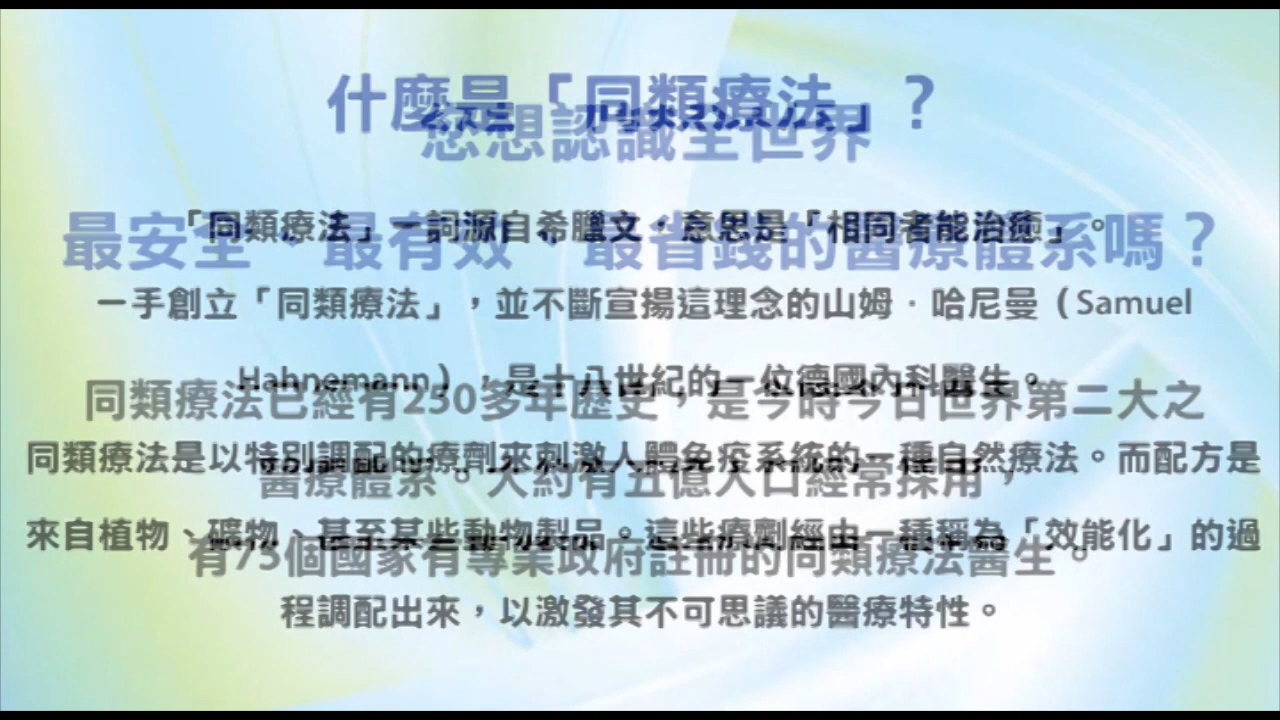 什麼是「同類療法」？
您想認識全世界
「同類療法」一詞源自希臘文，意思是「相同者能治癒」。
最安全、最有效、最省錢的醫療體系嗎？
一手創立「同類療法」，並不斷宣揚這理念的山姆．哈尼曼（Samuel
Hahnemann），是十八世紀的一位德國內科醫生。
同類療法已經有250多年歷史，是今時今日世界第二大之
同類療法是以特別調配的療劑來刺激人體免疫系統的一種自然療法。而配方是
醫療體系。大約有五億人口經常採用，
來自植物、礦物、甚至某些動物製品。這些療劑經由一種稱為「效能化」的過
有75個國家有專業政府註冊的同類療法醫生。
程調配出來，以激發其不可思議的醫療特性。